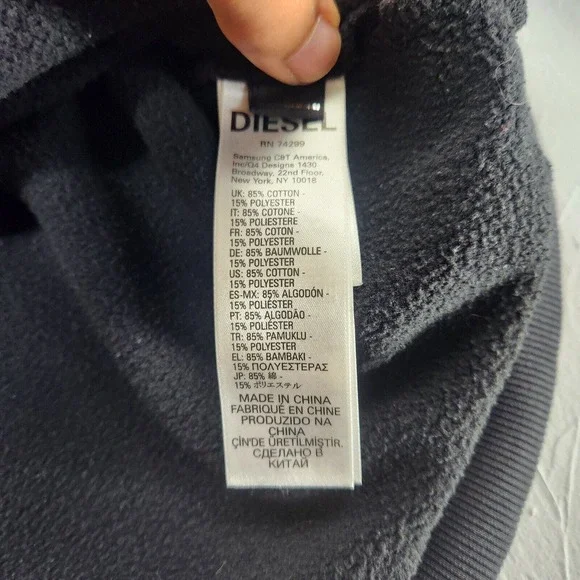 DIESEL
RN 74299
Samsung C&T America,
Inc/Q4 Designs 1430
Broadway, 22nd Floor,
New York, NY 10018
UK: 85% COTTON -
15% POLYESTER
IT: 85% COTONE -
15% POLIESTERE
FR: 85% COTON -
15% POLYESTER
DE: 85% BAUMWOLLE -
15% POLYESTER
US: 85% COTTON -
15% POLYESTER
ES-MX: 85% ALGODÓN -
15% POLIÉSTER
PT: 85% ALGODÃO -
15% POLIÉSTER
TR: 85% PAMUKLU -
15% POLYESTER
EL: 85% BAMBAKI -
15% ΠΟΛΥΕΣΤΕΡΑΣ
JP: 85% 綿 -
15% ポリエステル
MADE IN CHINA
FABRIQUÉ EN CHINE
PRODUZIDO NA
CHINA
ÇİN'DE ÜRETİLMİŞTİR.
СДЕЛАНО В
КИТАЙ